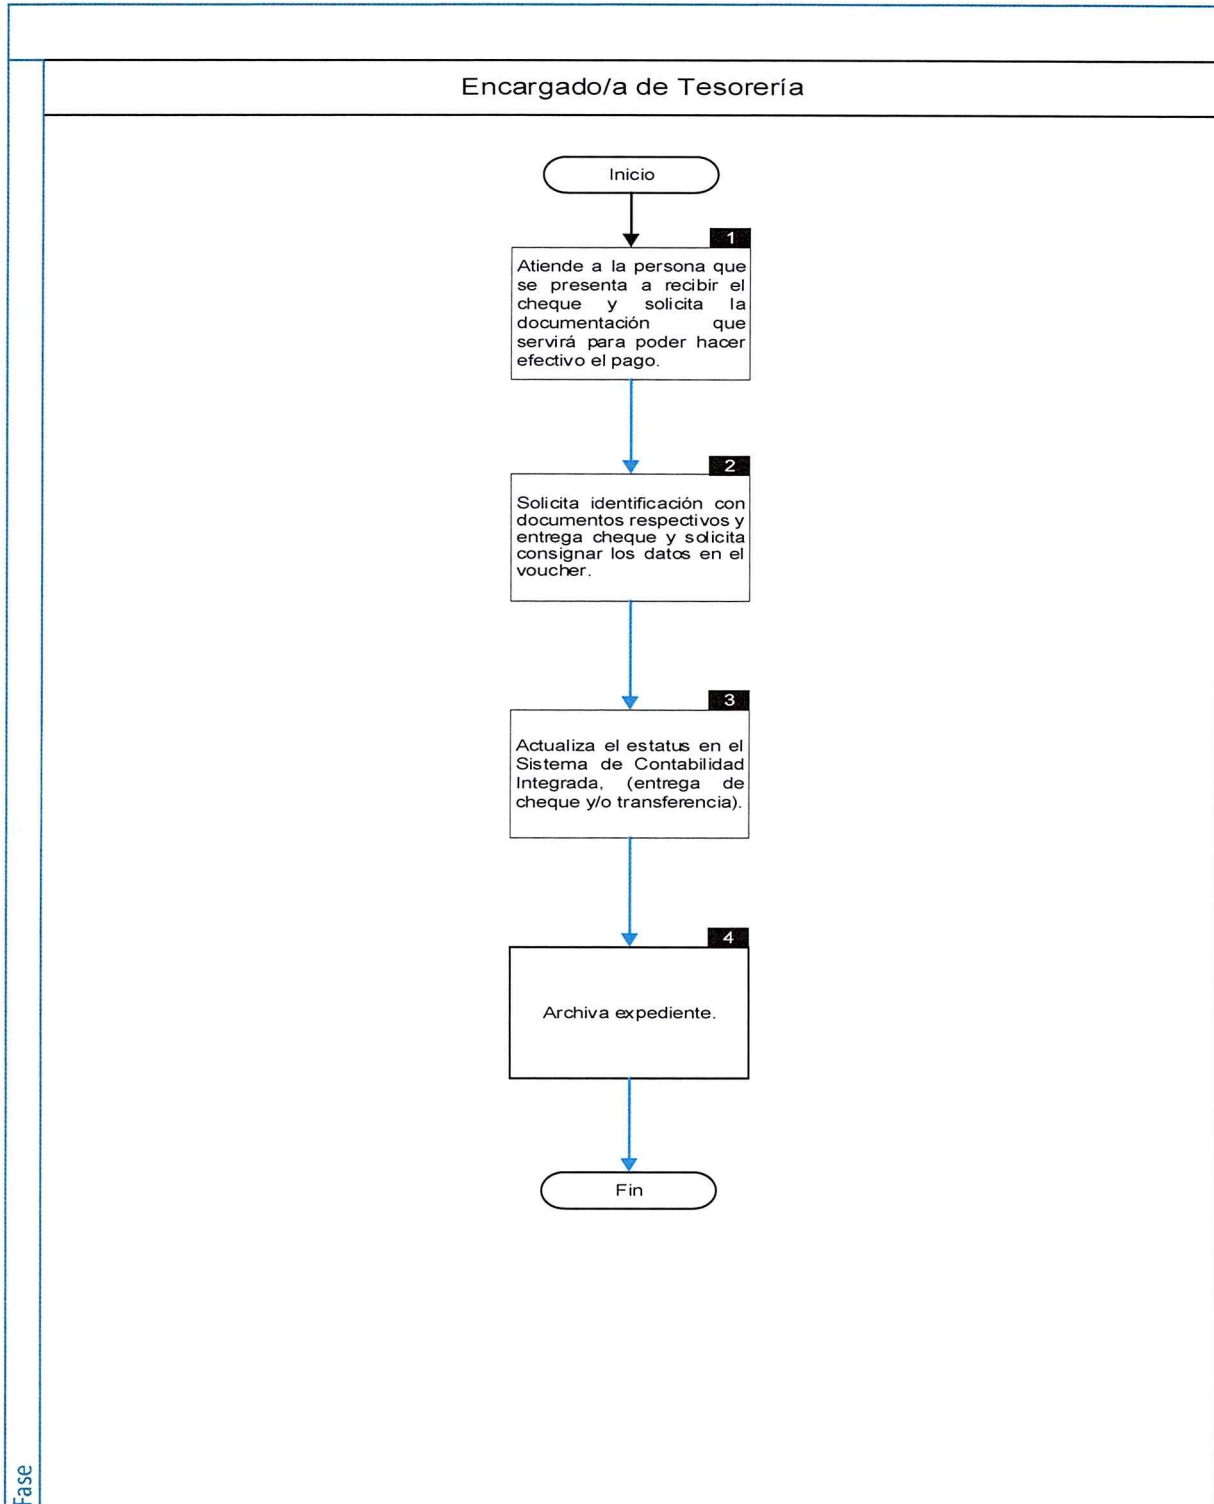 Encargado/a de Tesorería
Inicio
1
Atiende a la persona que
se presenta a recibir el
cheque y solicita la
documentación que
servirá para poder hacer
efectivo el pago.
2
Solicita identificación con
documentos respectivos y
entrega cheque y solicita
consignar los datos en el
voucher.
3
Actualiza el estatus en el
Sistema de Contabilidad
Integrada, (entrega de
cheque y/o transferencia).
4
Archiva expediente.
Fin
Fase